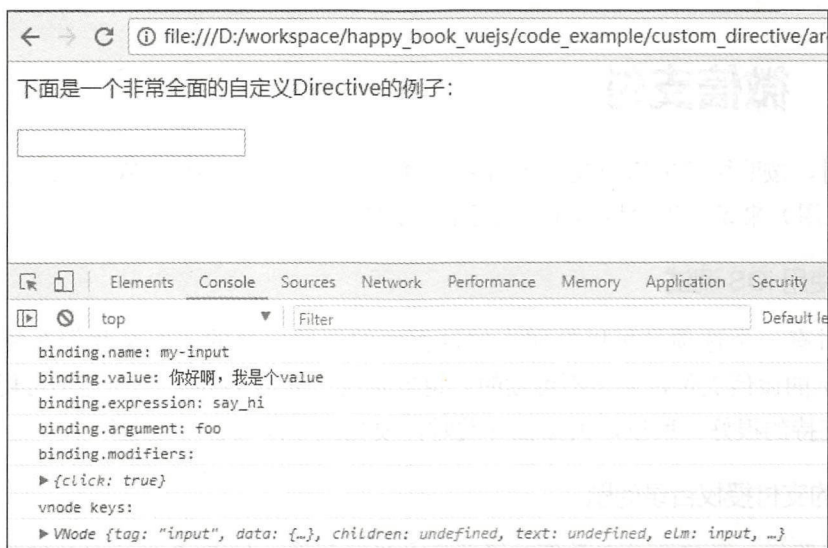 file:///D:/workspace/happy_book_vuejs/code_example/custom_directive/ar
下面是一个非常全面的自定义Directive的例子：
Elements Console Sources Network Performance Memory Application Security
top Filter Default le
binding.name: my-input
binding.value: 你好啊，我是个value
binding.expression: say_hi
binding.argument: foo
binding.modifiers:
▶ {click: true}
vnode keys:
▶ VNode {tag: "input", data: {…}, children: undefined, text: undefined, elm: input, …}